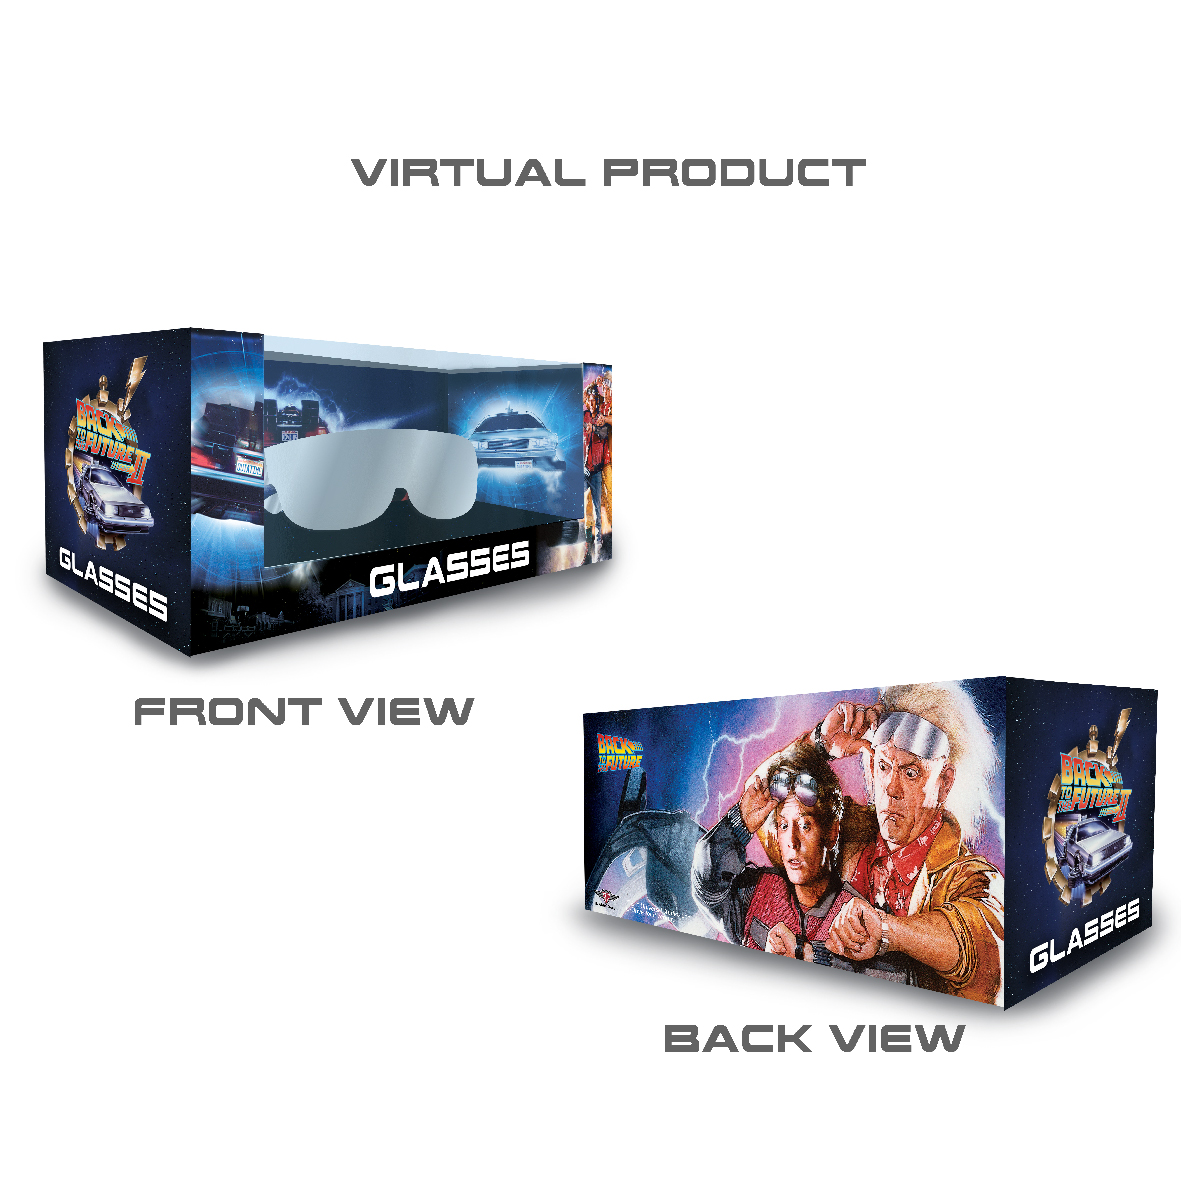 VIRTUAL PRODUCT
BACK
TO THE
FUTURE II
GLASSES
OUTATIME
GLASSES
FRONT VIEW
BACK
TO THE
FUTURE
BACK
TO THE
FUTURE II
GLASSES
BACK VIEW